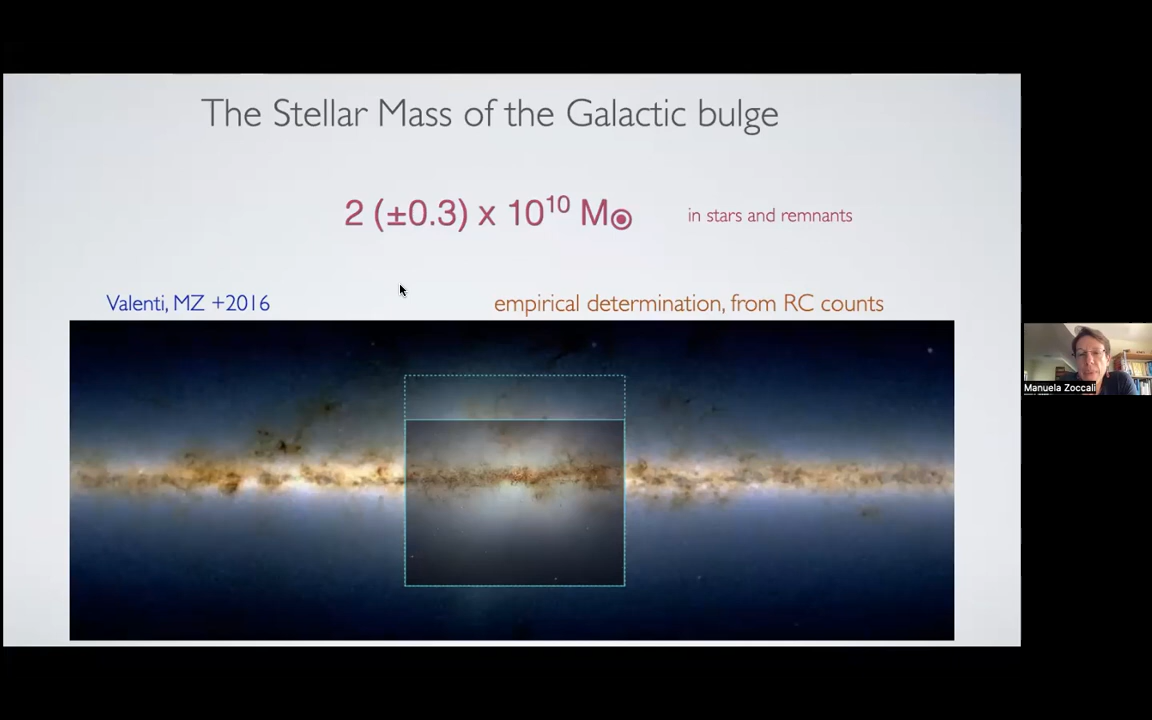 The Stellar Mass of the Galactic bulge
2 (±0.3) x 10¹⁰ M☉ in stars and remnants
Valenti, MZ +2016 empirical determination, from RC counts
Manuela Zoccali